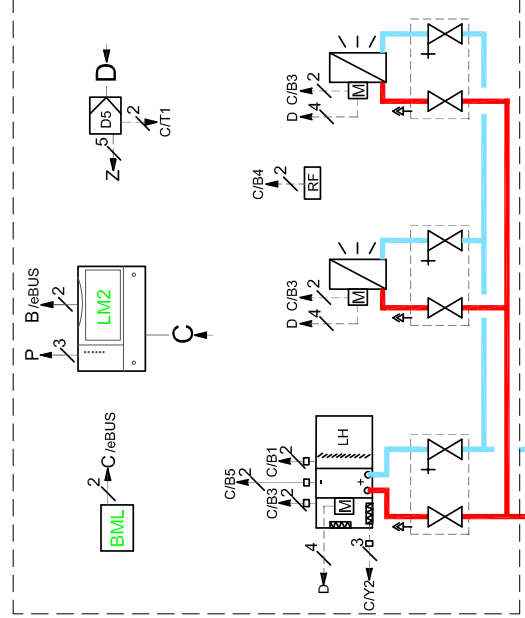 D
D5
2
C/T1
5
Z
C/B3
2
M
D
4
C/B4
2
RF
B /eBUS
2
P
3
LM2
C
C/B3
2
M
D
4
C /eBUS
2
BML
LH
C/B1
2
C/B5
2
C/B3
2
-
+
M
4
D
3
C/Y2